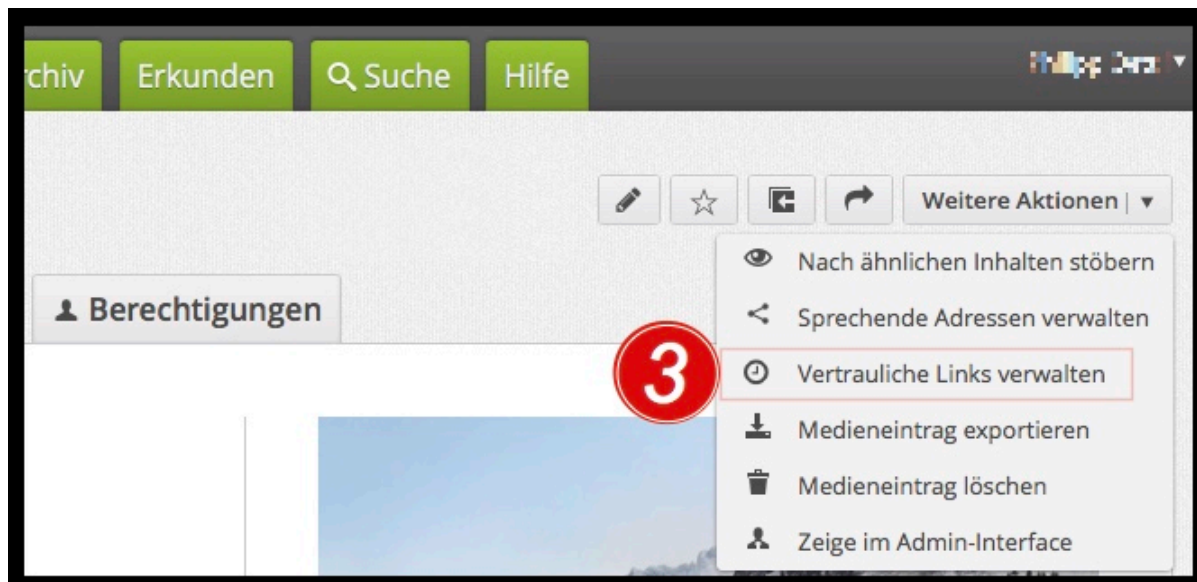 rchiv Erkunden Suche Hilfe
Weitere Aktionen
Nach ähnlichen Inhalten stöbern
Berechtigungen
Sprechende Adressen verwalten
3 Vertrauliche Links verwalten
Medieneintrag exportieren
Medieneintrag löschen
Zeige im Admin-Interface